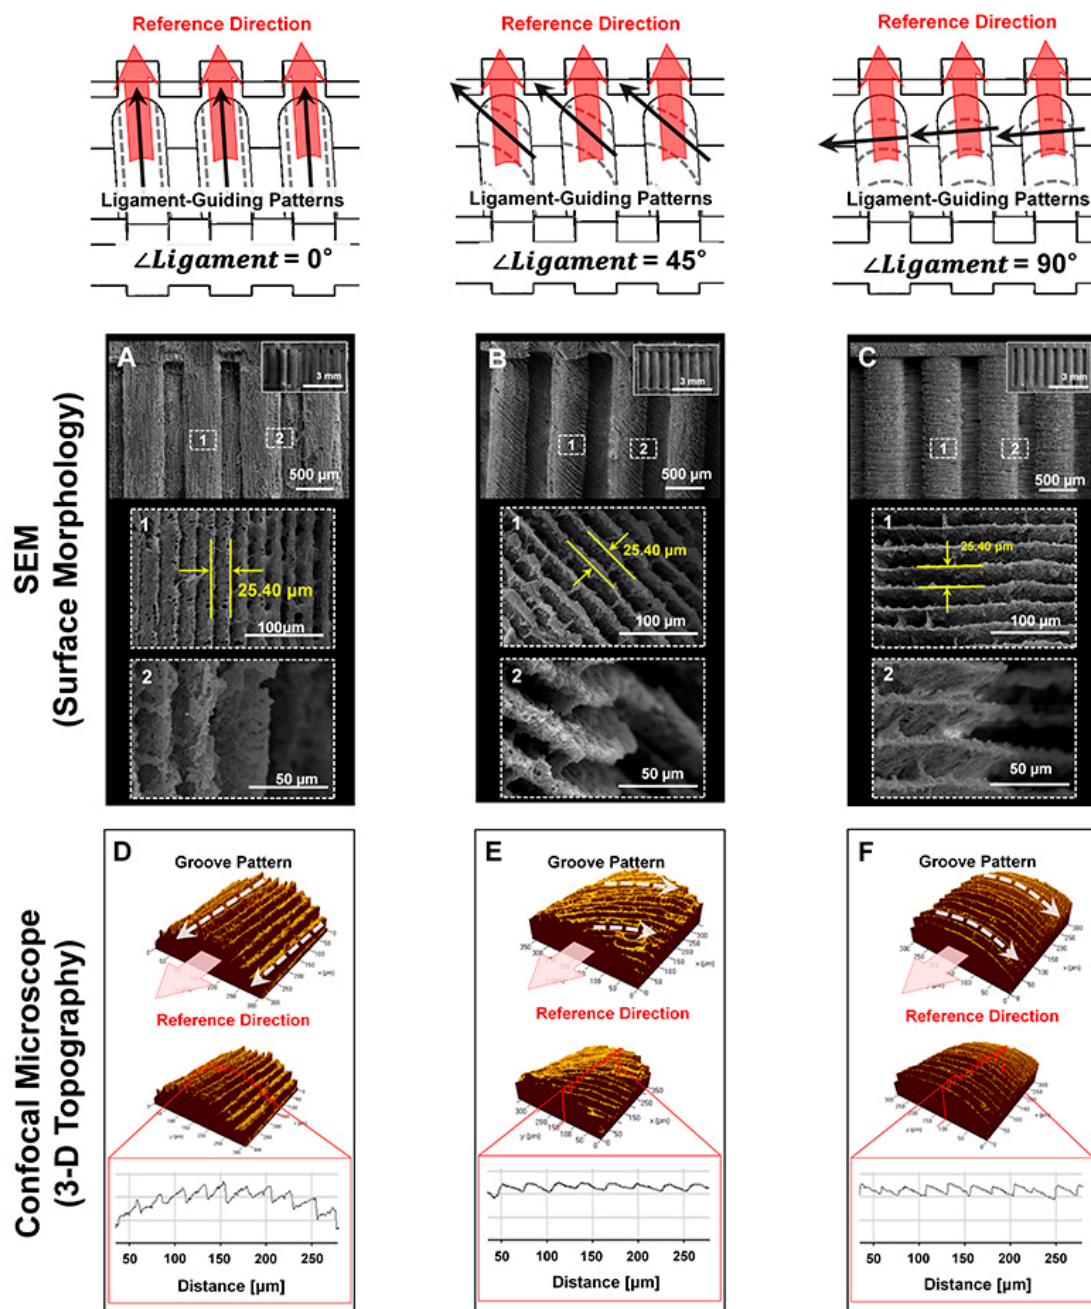 Reference Direction
Reference Direction
Reference Direction
Ligament-Guiding Patterns
Ligament-Guiding Patterns
Ligament-Guiding Patterns
∠Ligament = 0°
∠Ligament = 45°
∠Ligament = 90°
SEM
(Surface Morphology)
A
3 mm
1
2
500 µm
1
25.40 µm
100µm
2
50 µm
B
3 mm
1
2
500 µm
1
25.40 µm
100 µm
2
50 µm
C
3 mm
1
2
500 µm
1
25.40 µm
100 µm
2
50 µm
Confocal Microscope
(3-D Topography)
D
Groove Pattern
Reference Direction
50 100 150 200 250
Distance [µm]
E
Groove Pattern
Reference Direction
50 100 150 200 250
Distance [µm]
F
Groove Pattern
Reference Direction
50 100 150 200 250
Distance [µm]